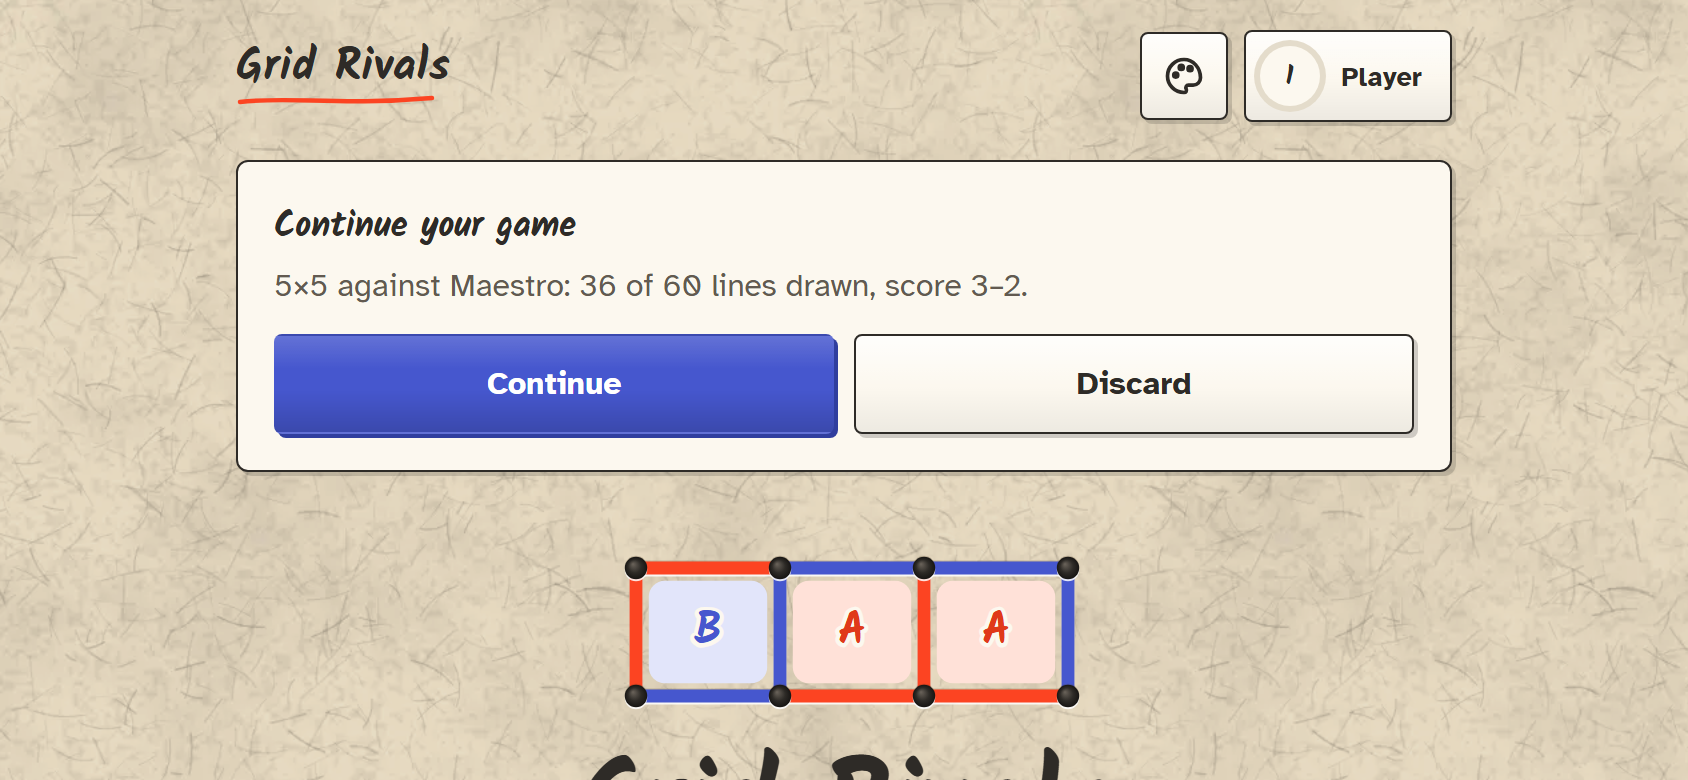 Grid Rivals
1 Player
Continue your game
5×5 against Maestro: 36 of 60 lines drawn, score 3–2.
Continue Discard
B A A